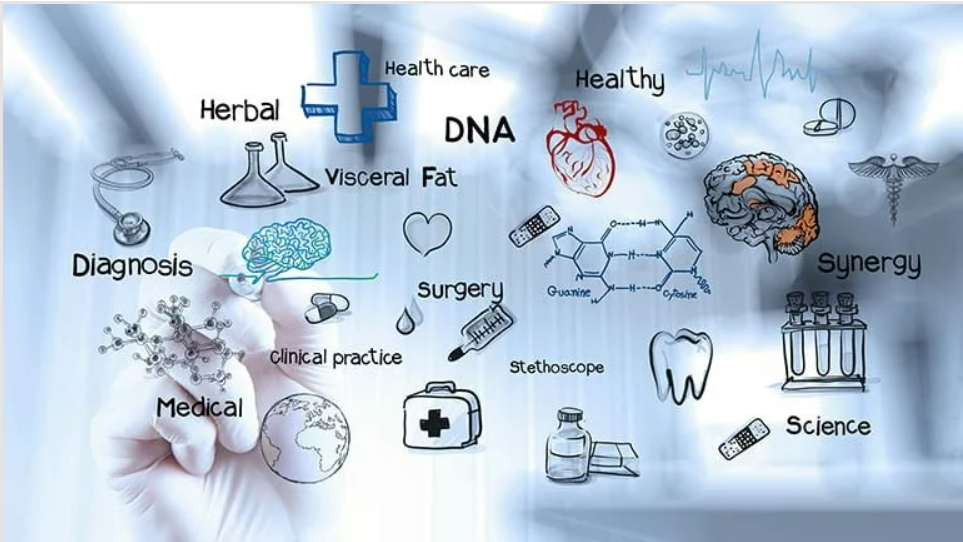 Health care
Healthy
Herbal
DNA
Visceral Fat
Diagnosis
Synergy
Surgery
Guanine
Cytosine
Clinical practice
Stethoscope
Medical
Science